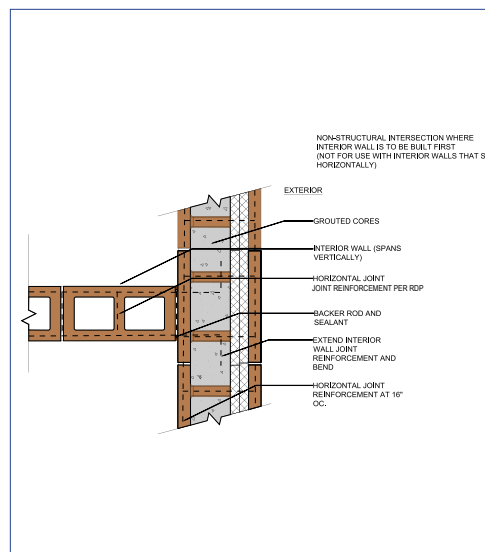 NON-STRUCTURAL INTERSECTION WHERE
INTERIOR WALL IS TO BE BUILT FIRST
(NOT FOR USE WITH INTERIOR WALLS THAT S
HORIZONTALLY)
EXTERIOR
GROUTED CORES
INTERIOR WALL (SPANS
VERTICALLY)
HORIZONTAL JOINT
JOINT REINFORCEMENT PER RDP
BACKER ROD AND
SEALANT
EXTEND INTERIOR
WALL JOINT
REINFORCEMENT AND
BEND
HORIZONTAL JOINT
REINFORCEMENT AT 16"
OC.